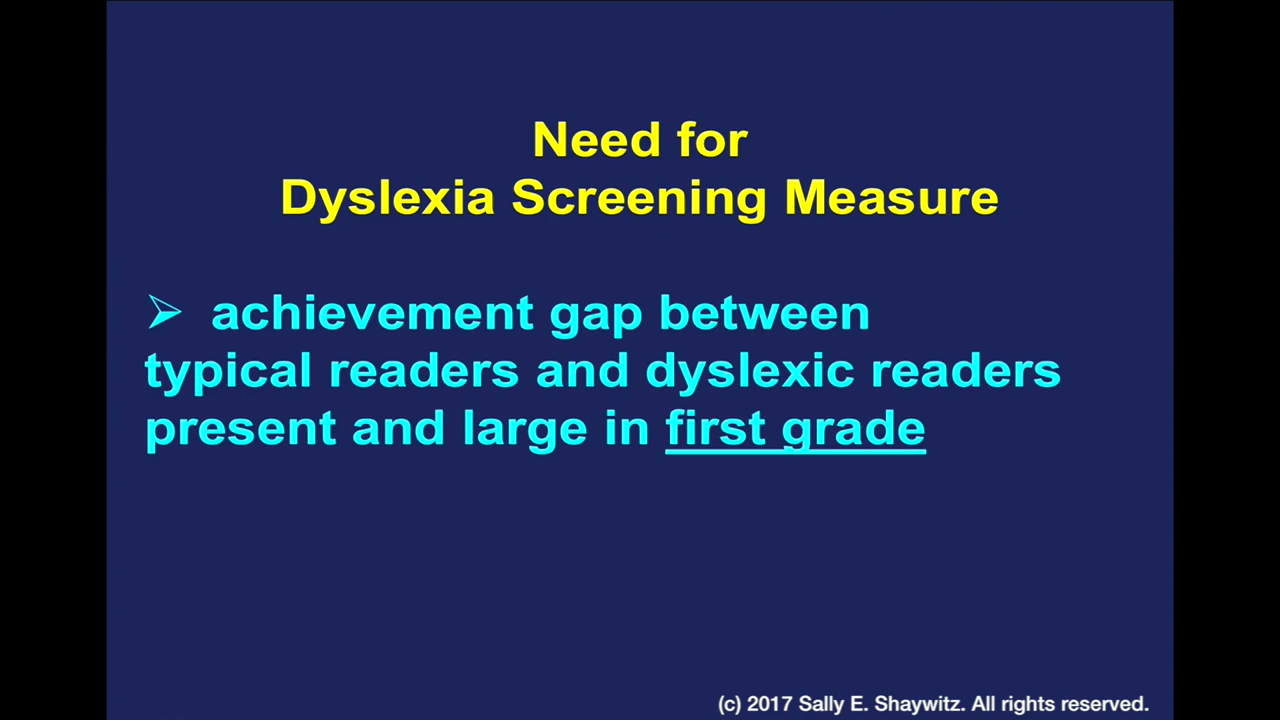 Need for
Dyslexia Screening Measure
➢ achievement gap between
typical readers and dyslexic readers
present and large in first grade
(c) 2017 Sally E. Shaywitz. All rights reserved.